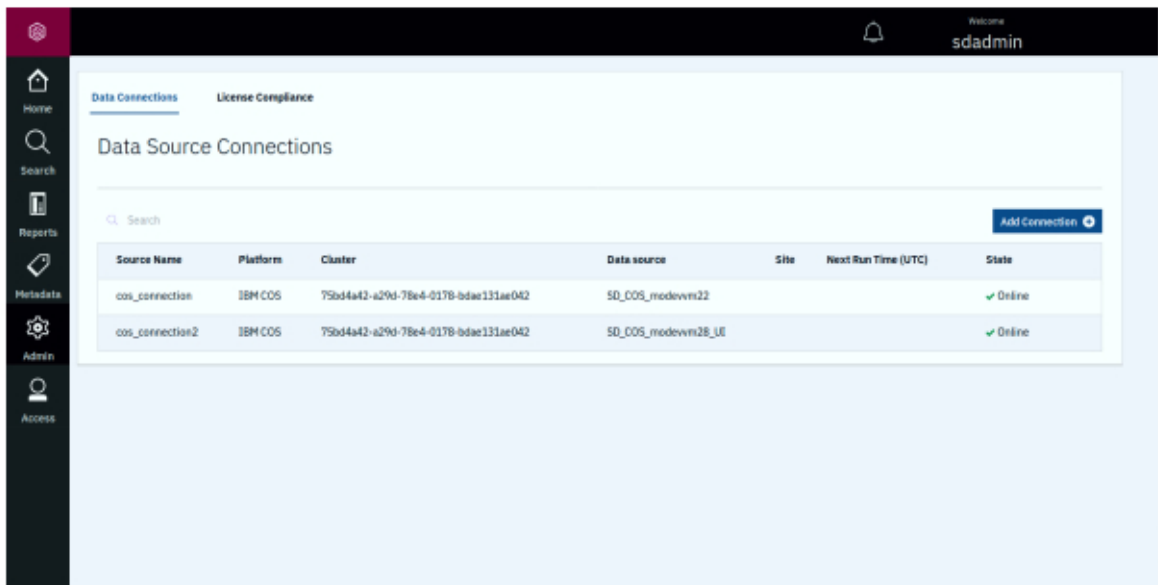 Welcome
sdadmin
Home
Search
Reports
Metadata
Admin
Access
Data Connections License Compliance
Data Source Connections
Search
Add Connection
Source Name Platform Cluster Data source Site Next Run Time (UTC) State
cos_connection IBM COS 75bd4a42-a29d-78e4-0178-bdae131ae042 SD_COS_modevvm22 Online
cos_connection2 IBM COS 75bd4a42-a29d-78e4-0178-bdae131ae042 SD_COS_modevvm28_UI Online